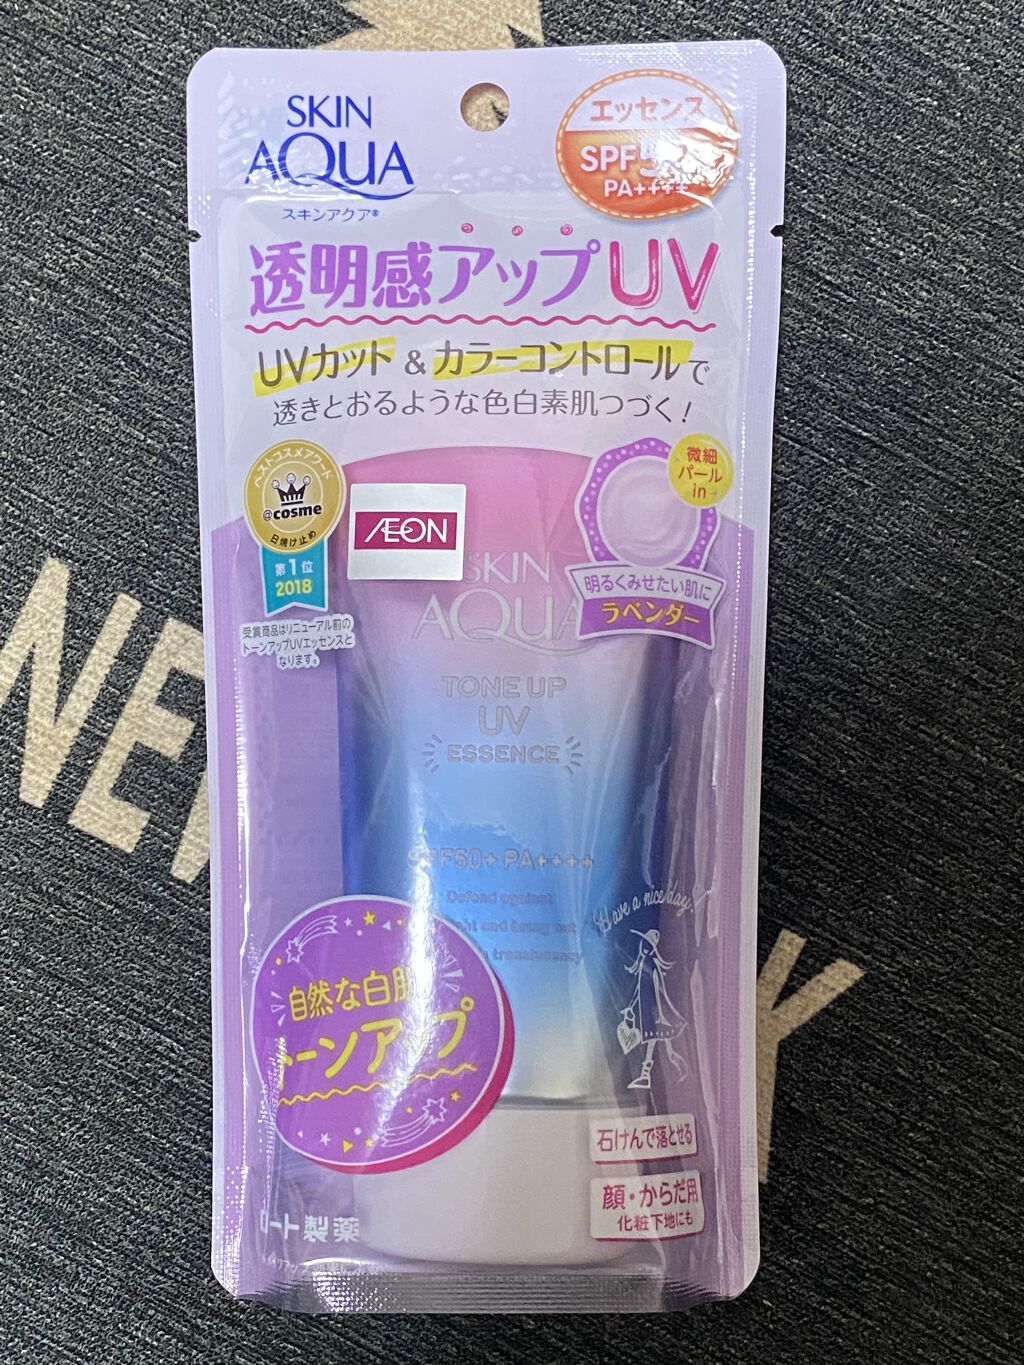 SKIN
AQUA
スキンアクア®
エッセンス
PA++++
透明感アップUV
UVカット&カラーコントロールで
透きとおるような色白素肌つづく!
ベストコスメアワード
@cosme
日焼け止め
第1位
2018
受賞商品はリニューアル前の
トーンアップUVエッセンスと
なります。
ÆON
微細
パール
in
明るくみせたい肌に
ラベンダー
SKIN
AQUA
TONE UP
UV
ESSENCE
SPF50+ PA++++
Defend against
and bring out
translucency
Have a nice day!
自然な白肌
トーンアップ
石けんで落とせる
顔・からだ用
化粧下地にも
ロート製薬
NE
Y